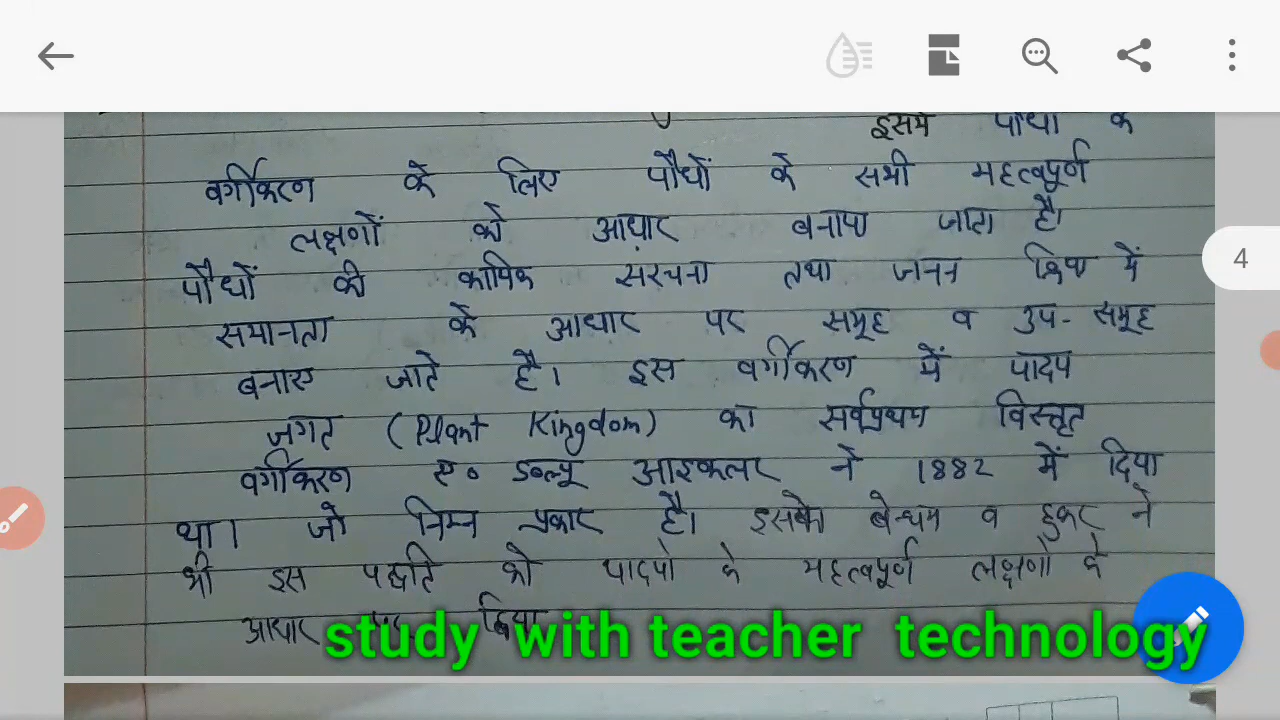 इसमें पौधों के
वर्गीकरण के लिए पौधों के सभी महत्वपूर्ण
लक्षणों को आधार बनाया जाता है।
पौधों की कायिक संरचना तथा जनन क्रिया में
समानता के आधार पर समूह व उप-समूह
बनाए जाते है। इस वर्गीकरण में पादप
जगत (Plant Kingdom) का सर्वप्रथम विस्तृत
वर्गीकरण ए० डब्ल्यू आइकलर ने 1882 में दिया
था। जो निम्न प्रकार है। इसके बेन्थम व हुकर ने
भी इस पद्धति को पादपो के महत्वपूर्ण लक्षणो के
आधार पर दिया
study with teacher technology
4